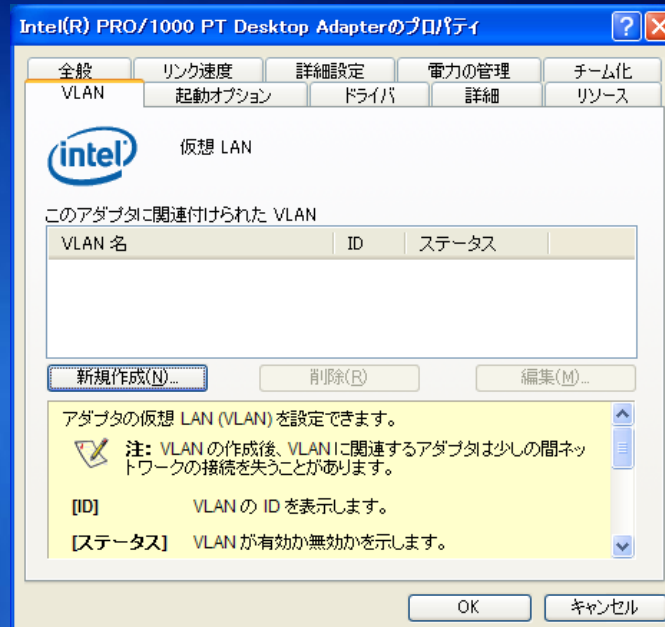 Intel(R) PRO/1000 PT Desktop Adapterのプロパティ
全般 リンク速度 詳細設定 電力の管理 チーム化
VLAN 起動オプション ドライバ 詳細 リソース
intel 仮想 LAN
このアダプタに関連付けられた VLAN
VLAN 名 ID ステータス
新規作成(N)... 削除(R) 編集(M)...
アダプタの仮想 LAN (VLAN) を設定できます。
注: VLAN の作成後、VLANに関連するアダプタは少しの間ネッ
トワークの接続を失うことがあります。
[ID] VLAN の ID を表示します。
[ステータス] VLAN が有効か無効かを示します。
OK キャンセル